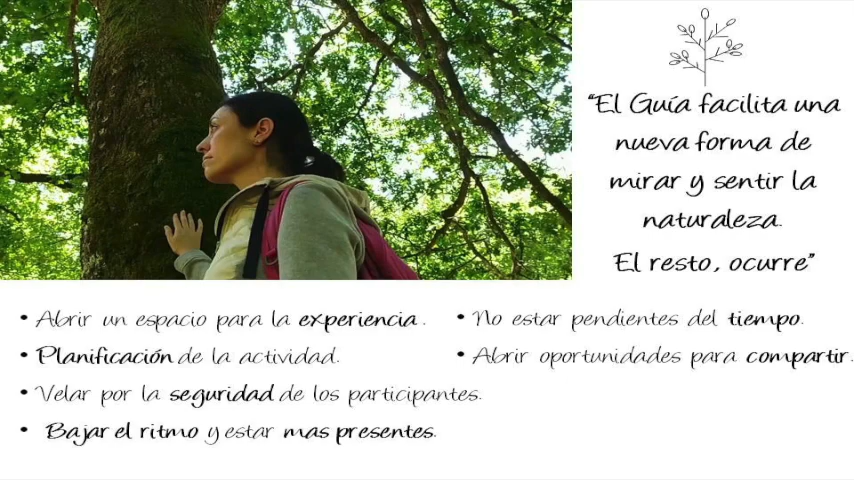 “El Guía facilita una
nueva forma de
mirar y sentir la
naturaleza.
El resto, ocurre”
• Abrir un espacio para la experiencia.
• Planificación de la actividad.
• Velar por la seguridad de los participantes.
• Bajar el ritmo y estar mas presentes.
• No estar pendientes del tiempo.
• Abrir oportunidades para compartir.